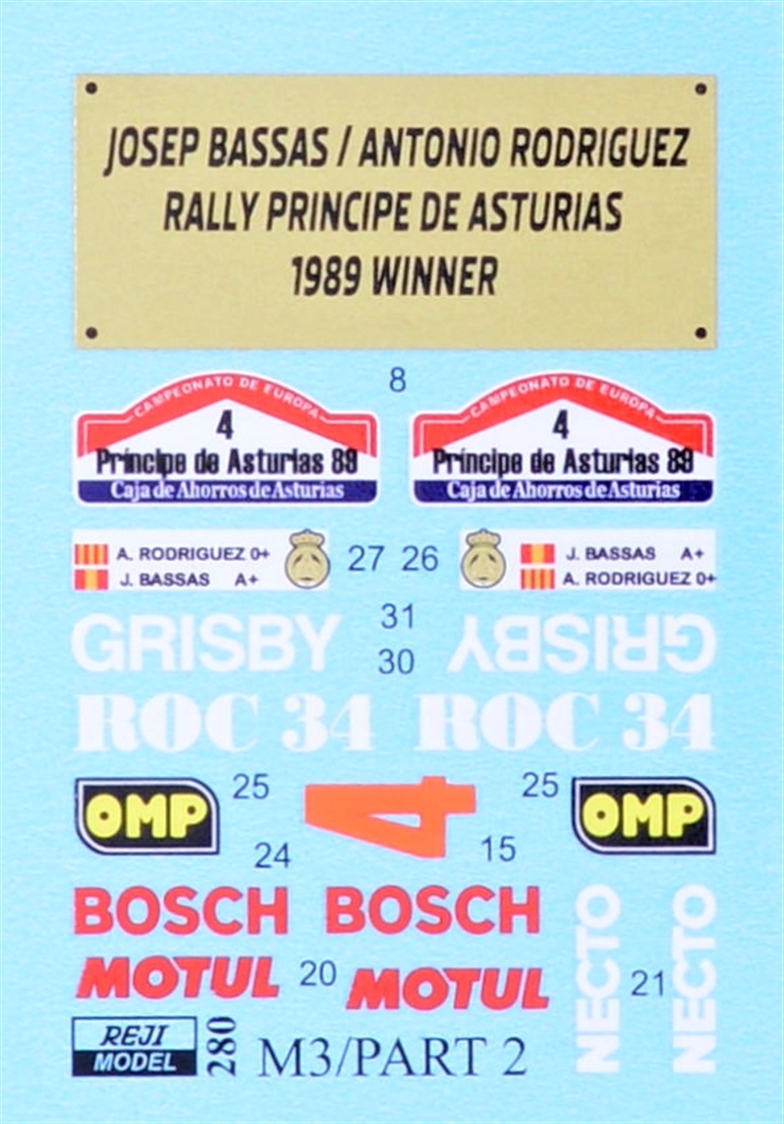 JOSEP BASSAS / ANTONIO RODRIGUEZ
RALLY PRINCIPE DE ASTURIAS
1989 WINNER
8
CAMPEONATO DE EUROPA
4
Príncipe de Asturias 89
Caja de Ahorros de Asturias
CAMPEONATO DE EUROPA
4
Príncipe de Asturias 89
Caja de Ahorros de Asturias
A. RODRIGUEZ 0+
J. BASSAS A+
27 26
J. BASSAS A+
A. RODRIGUEZ 0+
GRISBY
31
30
GRISBY
ROC 34
ROC 34
OMP
25
24
4
25
15
OMP
BOSCH
BOSCH
MOTUL
20
MOTUL
NECTO
21
NECTO
REJI
MODEL
280
M3/PART 2